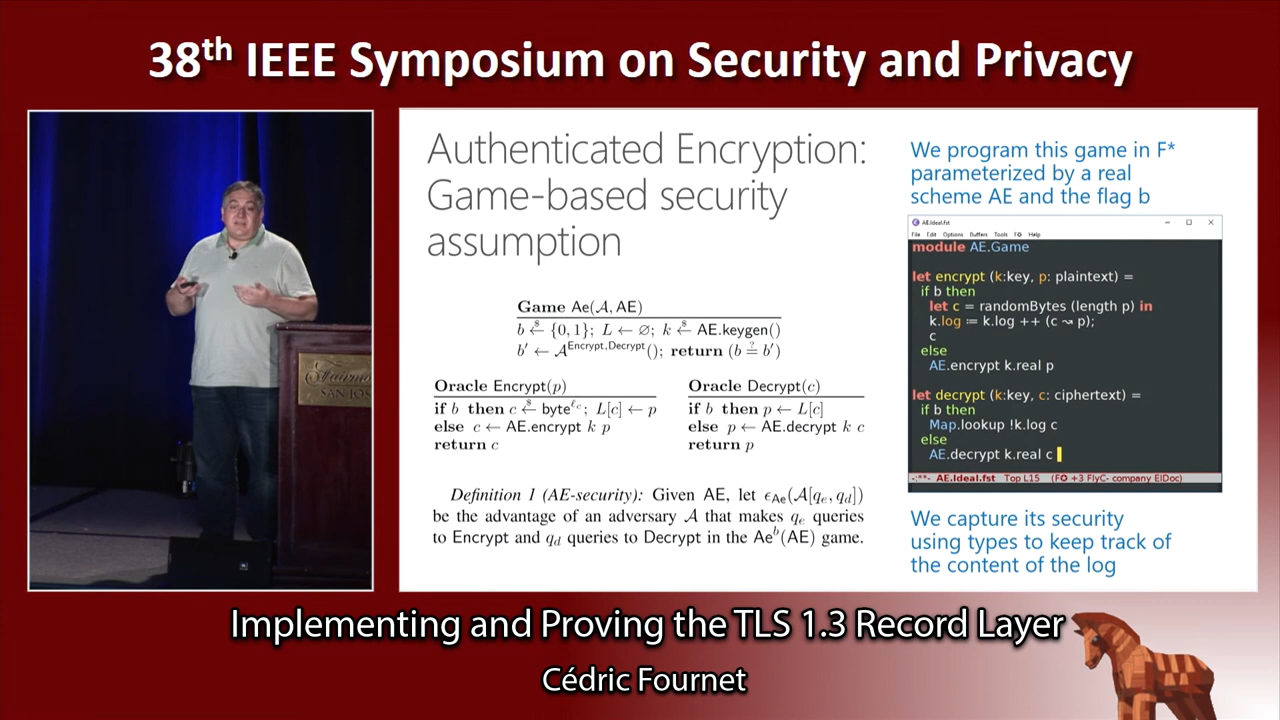 38th IEEE Symposium on Security and Privacy
Authenticated Encryption:
Game-based security
assumption
Game Ae(𝒜, AE)
b ←$ {0, 1}; L ← ∅; k ←$ AE.keygen()
b′ ← 𝒜^Encrypt,Decrypt(); return (b ≟ b′)
Oracle Encrypt(p)
if b then c ←$ byte^ℓc; L[c] ← p
else c ← AE.encrypt k p
return c
Oracle Decrypt(c)
if b then p ← L[c]
else p ← AE.decrypt k c
return p
Definition 1 (AE-security): Given AE, let ϵ_Ae(𝒜[q_e, q_d])
be the advantage of an adversary 𝒜 that makes q_e queries
to Encrypt and q_d queries to Decrypt in the Ae^b(AE) game.
We program this game in F*
parameterized by a real
scheme AE and the flag b
AE.Ideal.fst
File Edit Options Buffers Tools FO Help
module AE.Game
let encrypt (k:key, p: plaintext) =
if b then
let c = randomBytes (length p) in
k.log ≔ k.log ++ (c ⤳ p);
c
else
AE.encrypt k.real p
let decrypt (k:key, c: ciphertext) =
if b then
Map.lookup !k.log c
else
AE.decrypt k.real c
-:**- AE.Ideal.fst Top L15 (FO +3 FlyC- company ElDoc)
We capture its security
using types to keep track of
the content of the log
Fairmont
SAN JOS
Implementing and Proving the TLS 1.3 Record Layer
Cédric Fournet